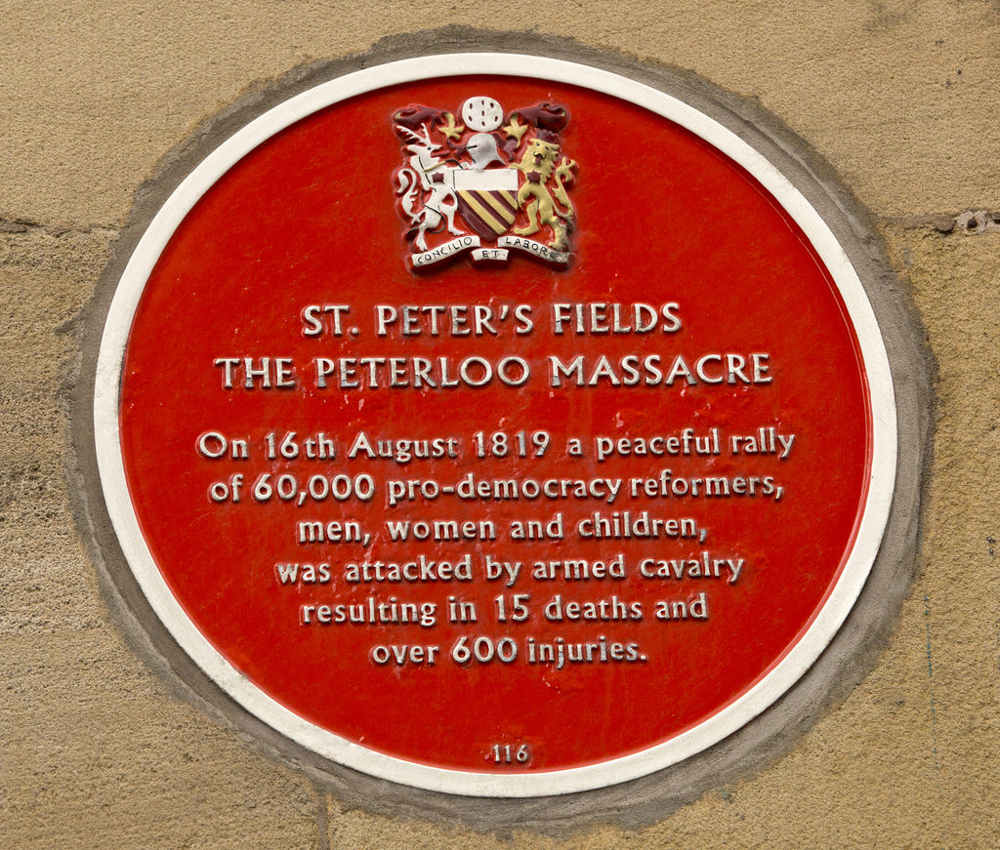 CONCILIO ET LABORE
ST. PETER'S FIELDS
THE PETERLOO MASSACRE
On 16th August 1819 a peaceful rally
of 60,000 pro-democracy reformers,
men, women and children,
was attacked by armed cavalry
resulting in 15 deaths and
over 600 injuries.
116